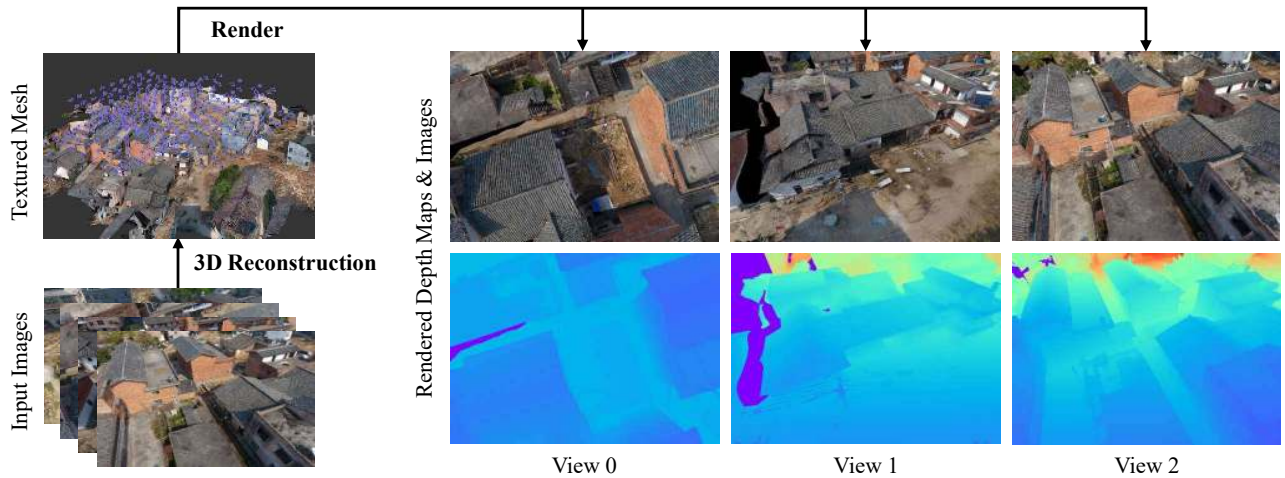 Render
Textured Mesh
3D Reconstruction
Input Images
Rendered Depth Maps & Images
View 0
View 1
View 2